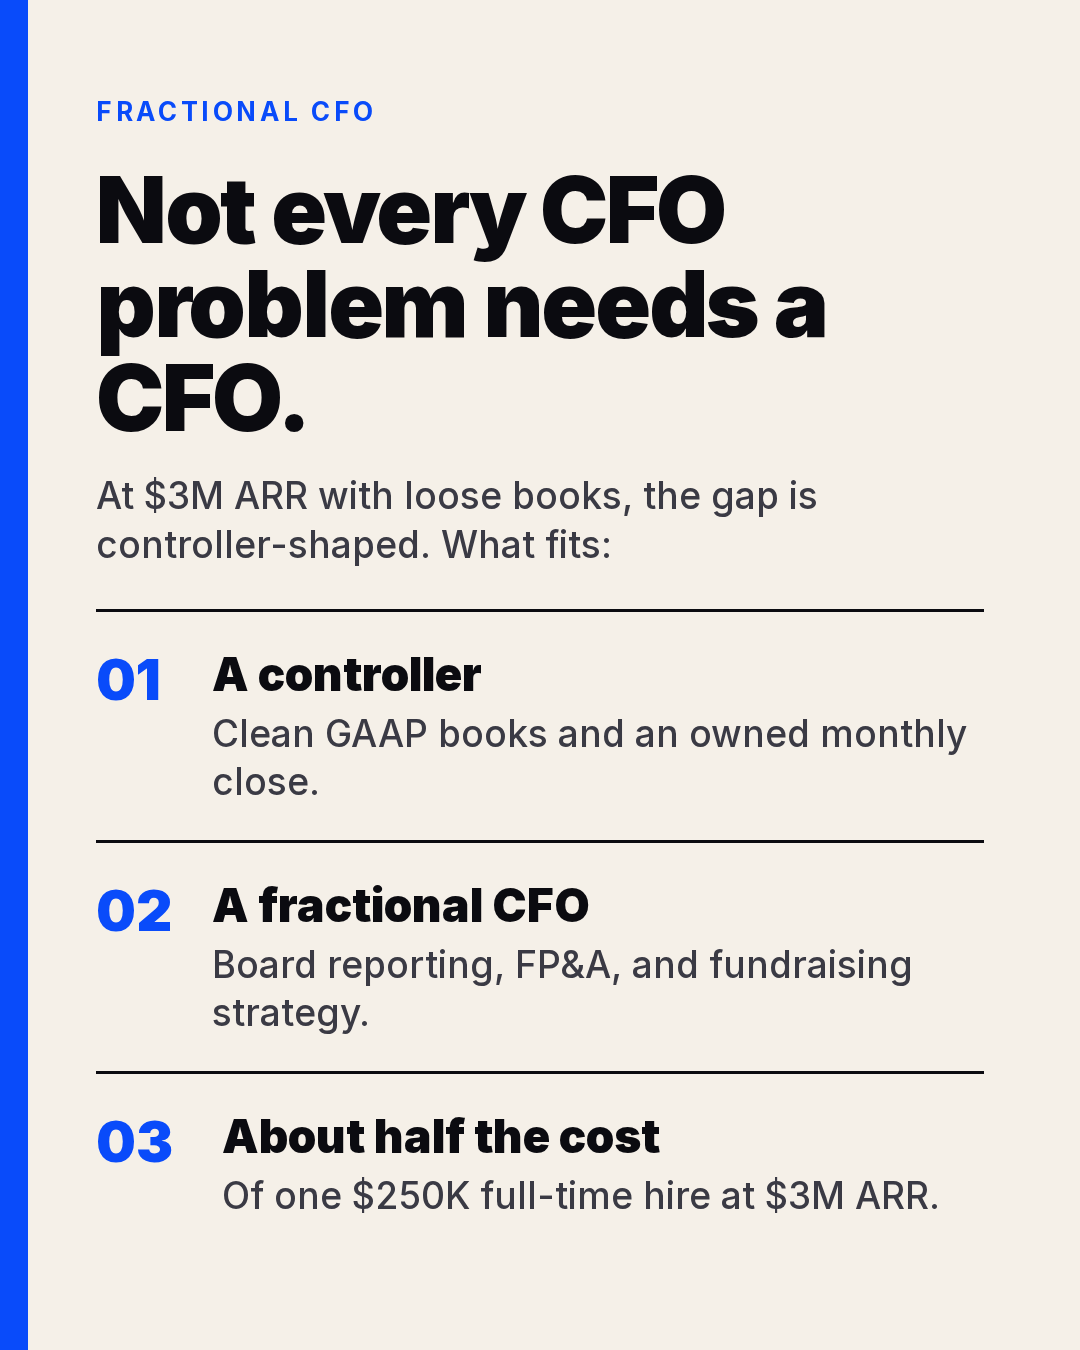 FRACTIONAL CFO
Not every CFO
problem needs a
CFO.
At $3M ARR with loose books, the gap is
controller-shaped. What fits:
01
A controller
Clean GAAP books and an owned monthly
close.
02
A fractional CFO
Board reporting, FP&A, and fundraising
strategy.
03
About half the cost
Of one $250K full-time hire at $3M ARR.